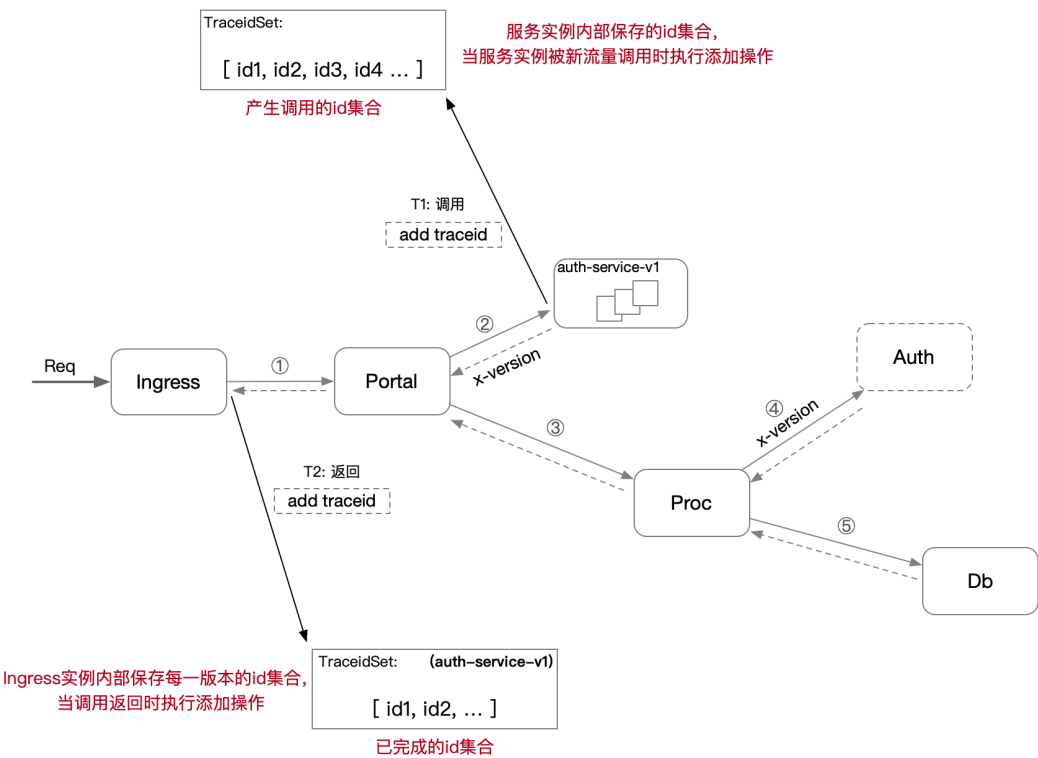 TraceidSet:
[ id1, id2, id3, id4 ... ]
产生调用的id集合
服务实例内部保存的id集合，
当服务实例被新流量调用时执行添加操作
T1: 调用
add traceid
auth-service-v1
②
x-version
Req
Ingress
①
Portal
Auth
④
x-version
③
T2: 返回
add traceid
Proc
⑤
Db
Ingress实例内部保存每一版本的id集合，
当调用返回时执行添加操作
TraceidSet: (auth-service-v1)
[ id1, id2, ... ]
已完成的id集合